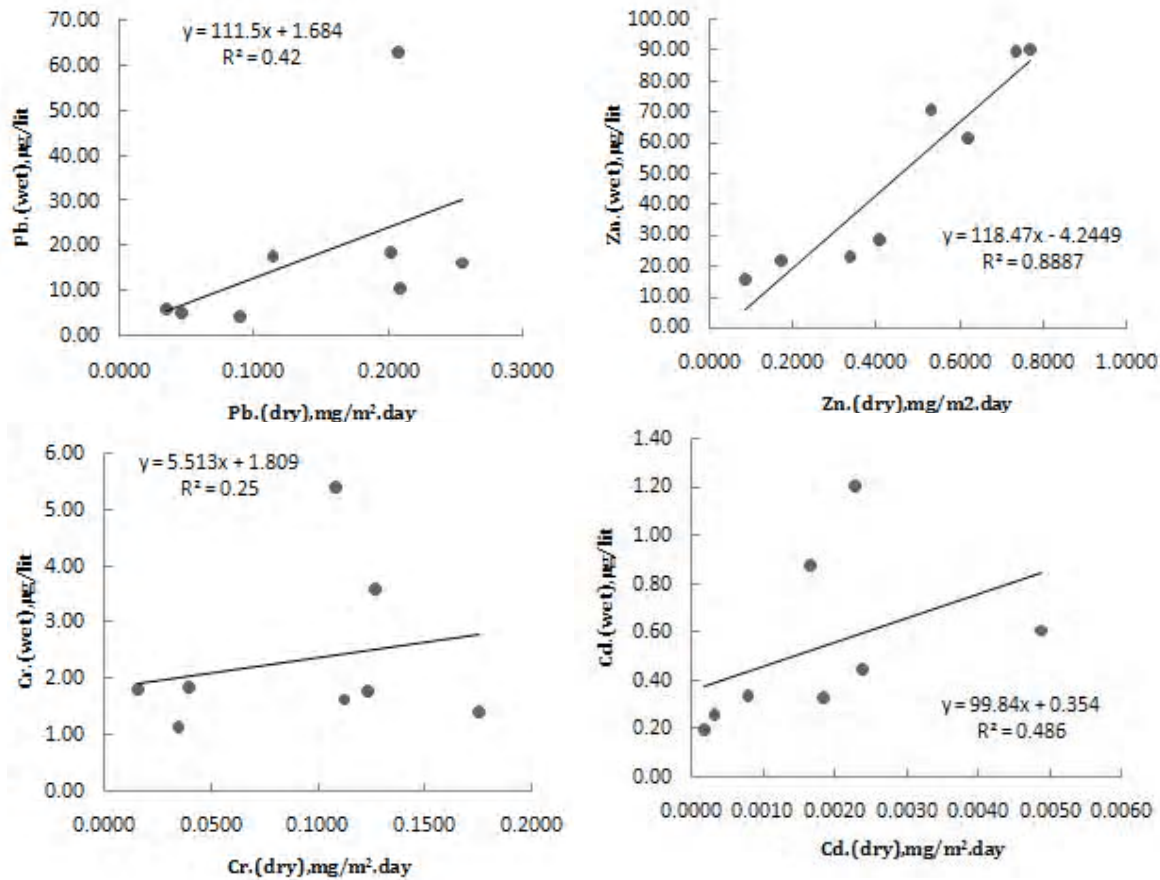 y = 111.5x + 1.684
R² = 0.42
70.00
60.00
50.00
40.00
30.00
20.00
10.00
0.00
Pb.(wet),µg/lit
0.0000 0.1000 0.2000 0.3000
Pb.(dry),mg/m².day
100.00
90.00
80.00
70.00
60.00
50.00
40.00
30.00
20.00
10.00
0.00
Zn.(wet),µg/lit
y = 118.47x - 4.2449
R² = 0.8887
0.0000 0.2000 0.4000 0.6000 0.8000 1.0000
Zn.(dry),mg/m2.day
y = 5.513x + 1.809
R² = 0.25
6.00
5.00
4.00
3.00
2.00
1.00
0.00
Cr.(wet),µg/lit
0.0000 0.0500 0.1000 0.1500 0.2000
Cr.(dry),mg/m².day
1.40
1.20
1.00
0.80
0.60
0.40
0.20
0.00
Cd.(wet),µg/lit
y = 99.84x + 0.354
R² = 0.486
0.0000 0.0010 0.0020 0.0030 0.0040 0.0050 0.0060
Cd.(dry),mg/m².day